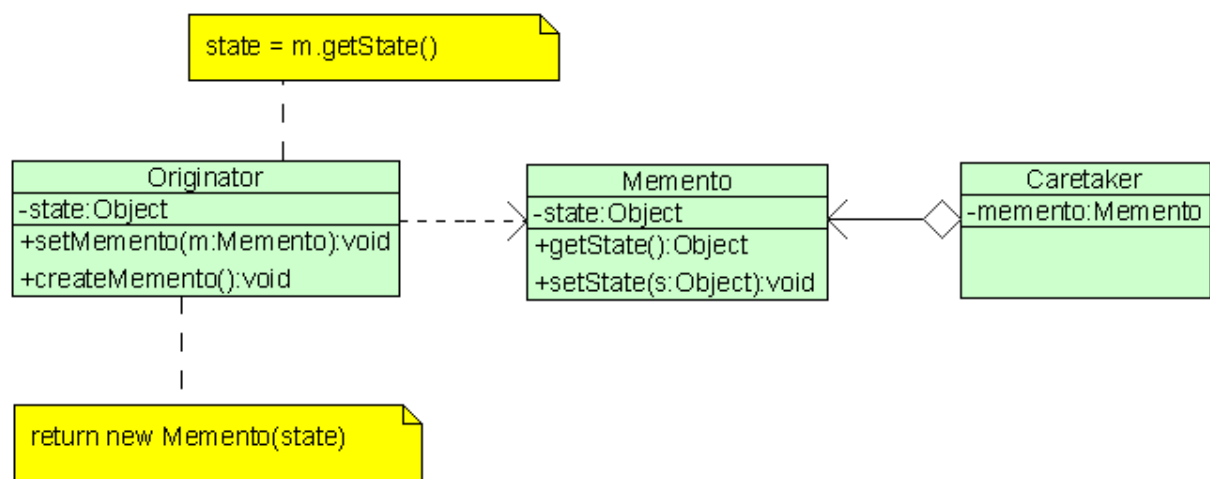 state = m.getState()
Originator
-state:Object
+setMemento(m:Memento):void
+createMemento():void
Memento
-state:Object
+getState():Object
+setState(s:Object):void
Caretaker
-memento:Memento
return new Memento(state)